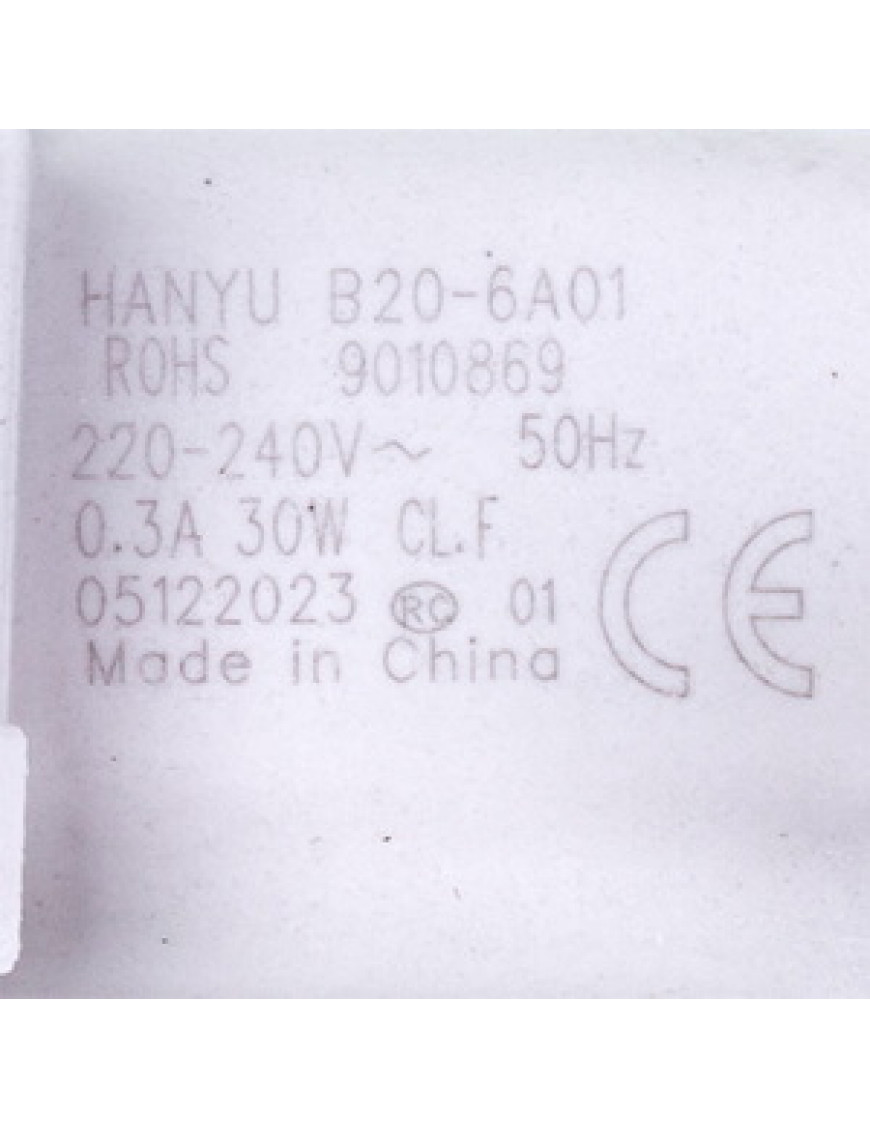 HANYU B20-6A01
ROHS 9010869
220-240V~ 50Hz
0.3A 30W CL.F
05122023 RC 01
Made in China
CE